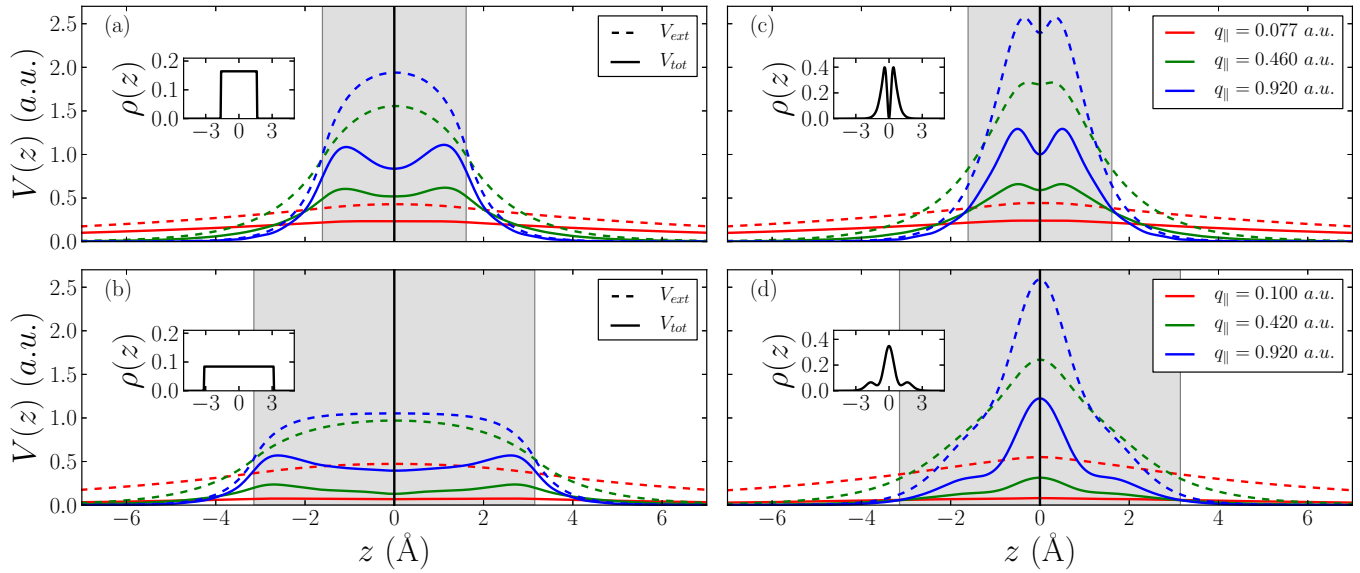 (a)
V_ext
V_tot
V(z) (a.u.)
2.5
2.0
1.5
1.0
0.5
0.0
ρ(z)
0.2
0.1
0.0
−3 0 3
(c)
q∥ = 0.077 a.u.
q∥ = 0.460 a.u.
q∥ = 0.920 a.u.
ρ(z)
0.4
0.2
0.0
−3 0 3
(b)
V_ext
V_tot
V(z) (a.u.)
2.5
2.0
1.5
1.0
0.5
0.0
ρ(z)
0.2
0.1
0.0
−3 0 3
−6 −4 −2 0 2 4 6
z (Å)
(d)
q∥ = 0.100 a.u.
q∥ = 0.420 a.u.
q∥ = 0.920 a.u.
ρ(z)
0.4
0.2
0.0
−3 0 3
−6 −4 −2 0 2 4 6
z (Å)